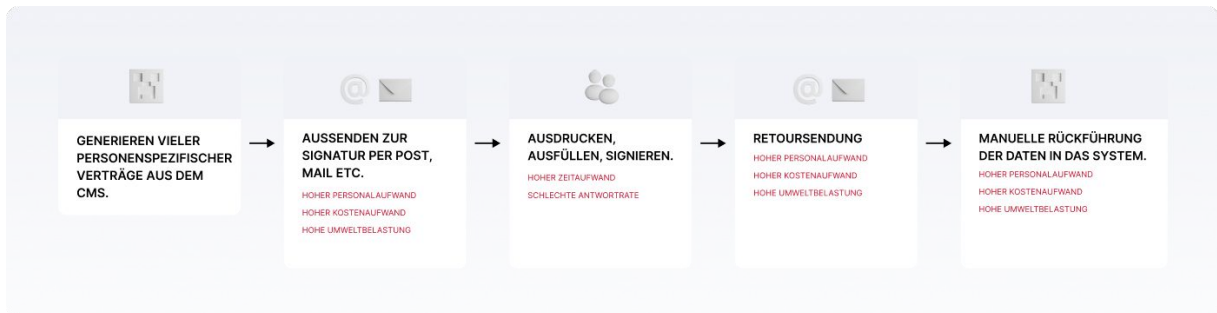 GENERIEREN VIELER
PERSONENSPEZIFISCHER
VERTRÄGE AUS DEM
CMS.
AUSSENDEN ZUR
SIGNATUR PER POST,
MAIL ETC.
HOHER PERSONALAUFWAND
HOHER KOSTENAUFWAND
HOHE UMWELTBELASTUNG
AUSDRUCKEN,
AUSFÜLLEN, SIGNIEREN.
HOHER ZEITAUFWAND
SCHLECHTE ANTWORTRATE
RETOURSENDUNG
HOHER PERSONALAUFWAND
HOHER KOSTENAUFWAND
HOHE UMWELTBELASTUNG
MANUELLE RÜCKFÜHRUNG
DER DATEN IN DAS SYSTEM.
HOHER PERSONALAUFWAND
HOHER KOSTENAUFWAND
HOHE UMWELTBELASTUNG